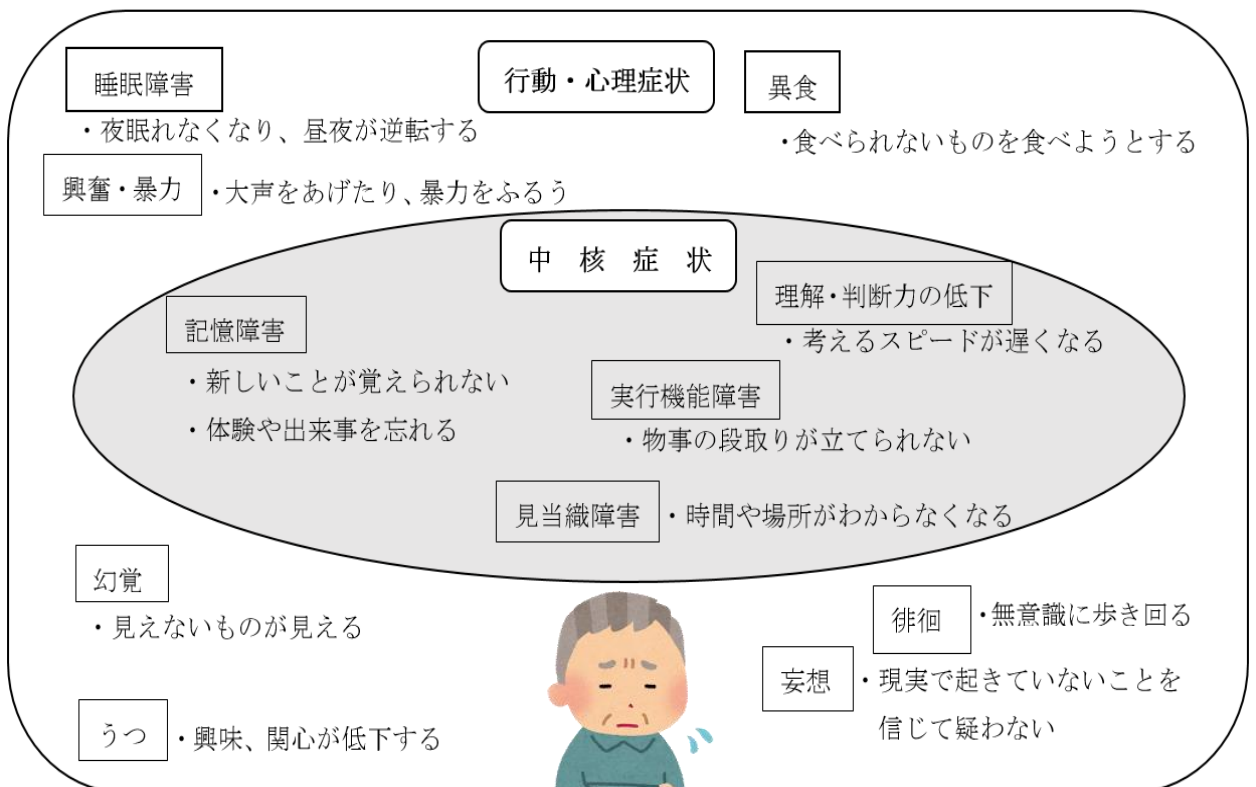 行動・心理症状
睡眠障害
・夜眠れなくなり、昼夜が逆転する
異食
・食べられないものを食べようとする
興奮・暴力
・大声をあげたり、暴力をふるう
中核症状
記憶障害
・新しいことが覚えられない
・体験や出来事を忘れる
理解・判断力の低下
・考えるスピードが遅くなる
実行機能障害
・物事の段取りが立てられない
見当織障害
・時間や場所がわからなくなる
幻覚
・見えないものが見える
うつ
・興味、関心が低下する
徘徊
・無意識に歩き回る
妄想
・現実で起きていないことを
信じて疑わない